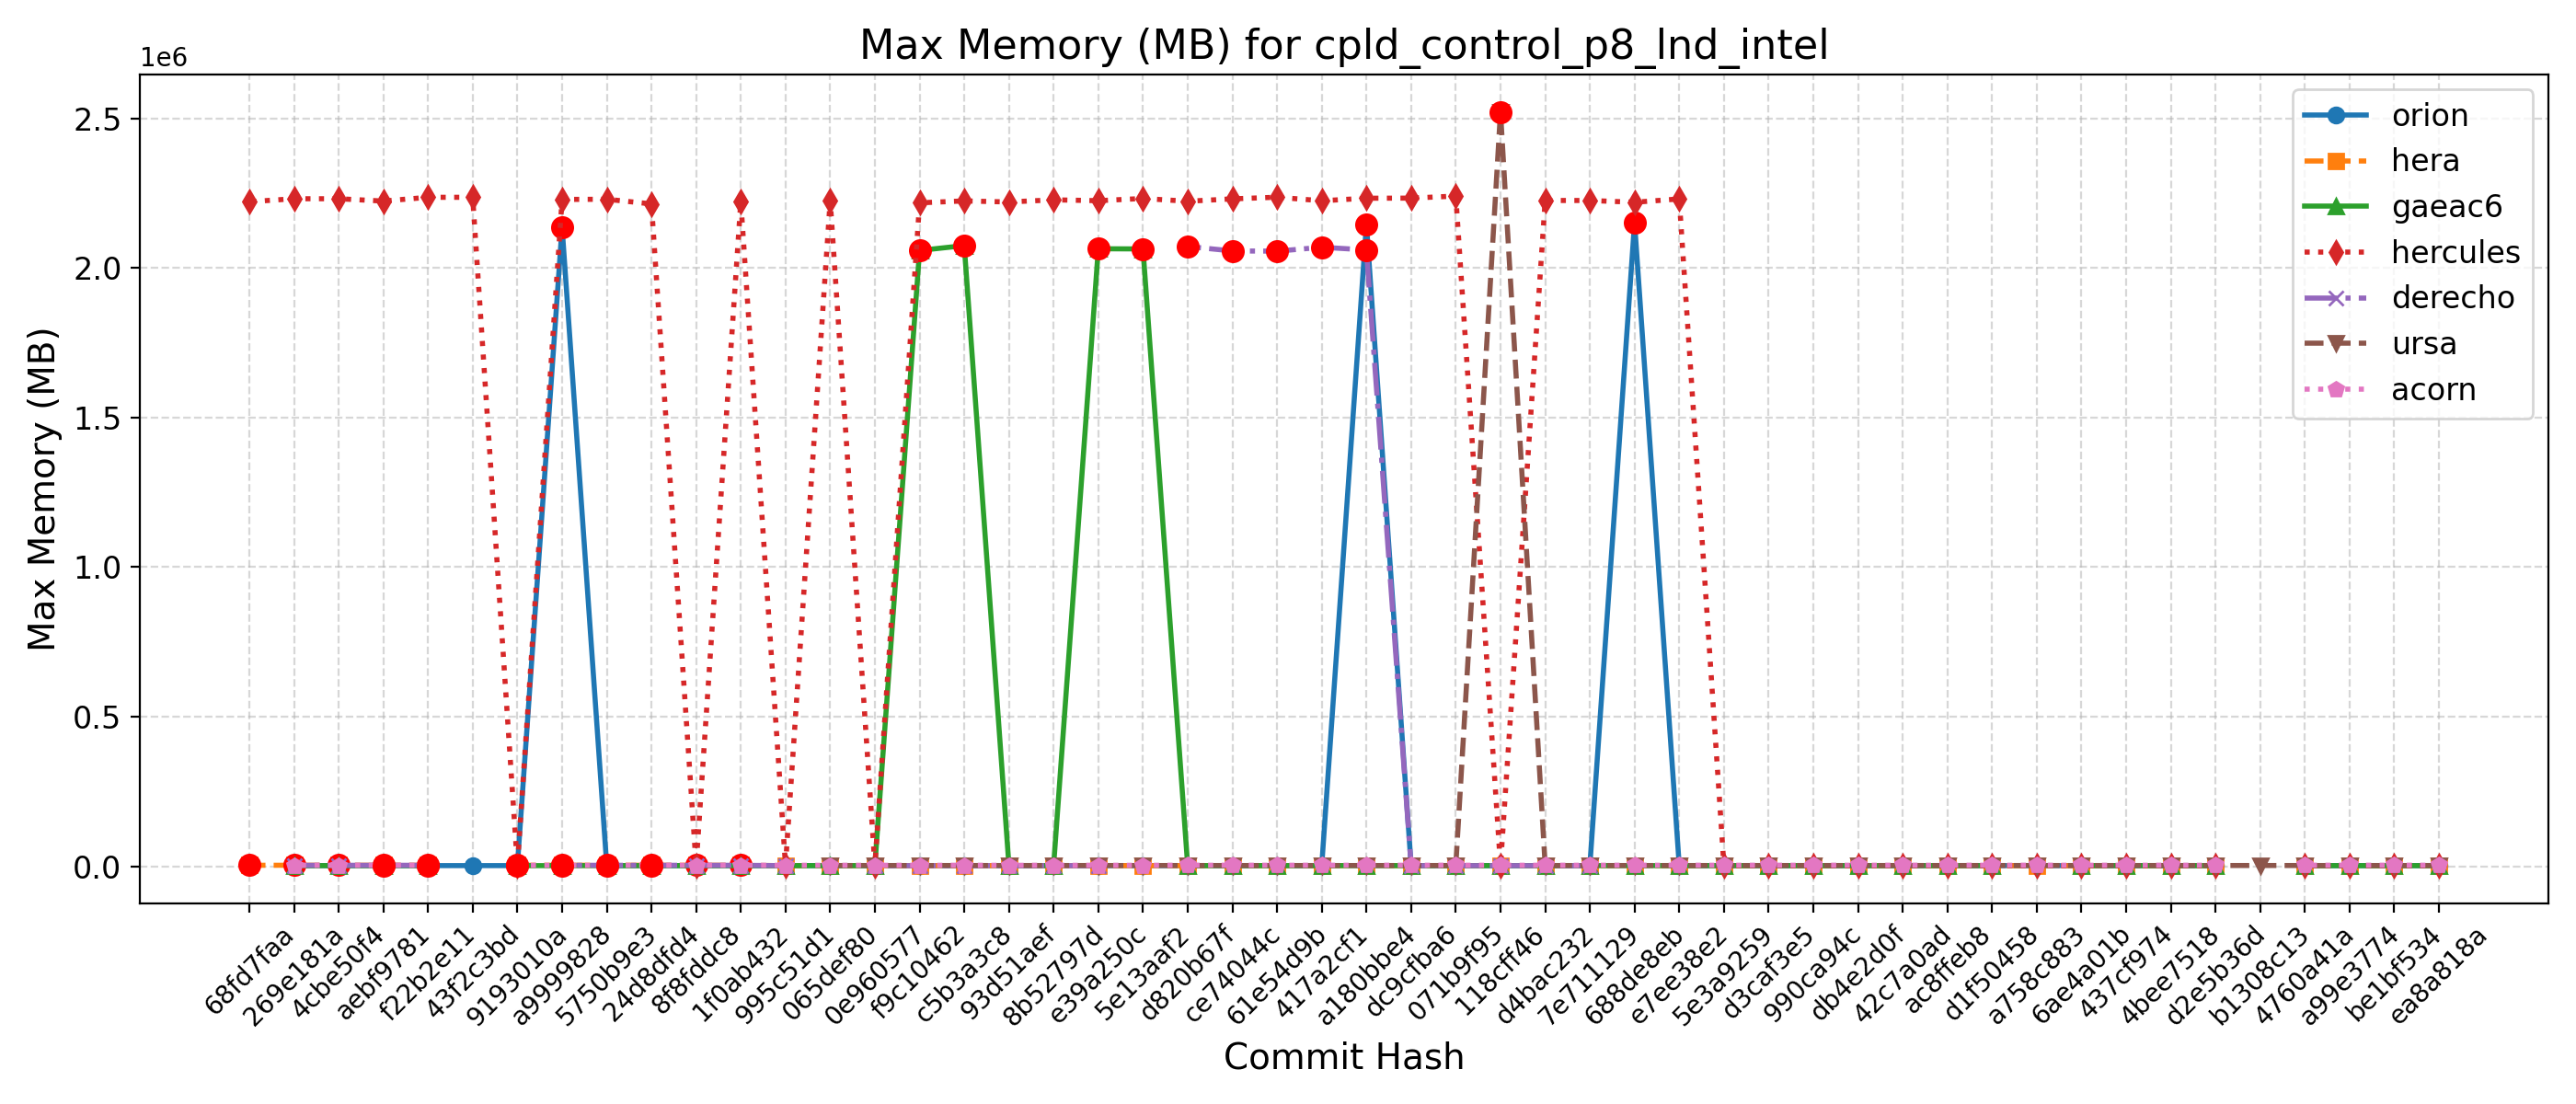 Max Memory (MB) for cpld_control_p8_lnd_intel
1e6
2.5
2.0
1.5
1.0
0.5
0.0
Max Memory (MB)
orion
hera
gaeac6
hercules
derecho
ursa
acorn
68fd7faa
269e181a
4cbe50f4
aebf9781
f22b2e11
43f2c3bd
9193010a
a9999828
5750b9e3
24d8dfd4
8f8fddc8
1f0ab432
995c51d1
065def80
0e960577
f9c10462
c5b3a3c8
93d51aef
8b52797d
e39a250c
5e13aaf2
d820b67f
ce74044c
61e54d9b
417a2cf1
a180bbe4
dc9cfba6
071b9f95
118cff46
d4bac232
7e711129
688de8eb
e7ee38e2
5e3a9259
d3caf3e5
990ca94c
db4e2d0f
42c7a0ad
ac8ffeb8
d1f50458
a758c883
6ae4a01b
437cf974
4bee7518
d2e5b36d
b1308c13
4760a41a
a99e3774
be1bf534
ea8a818a
Commit Hash